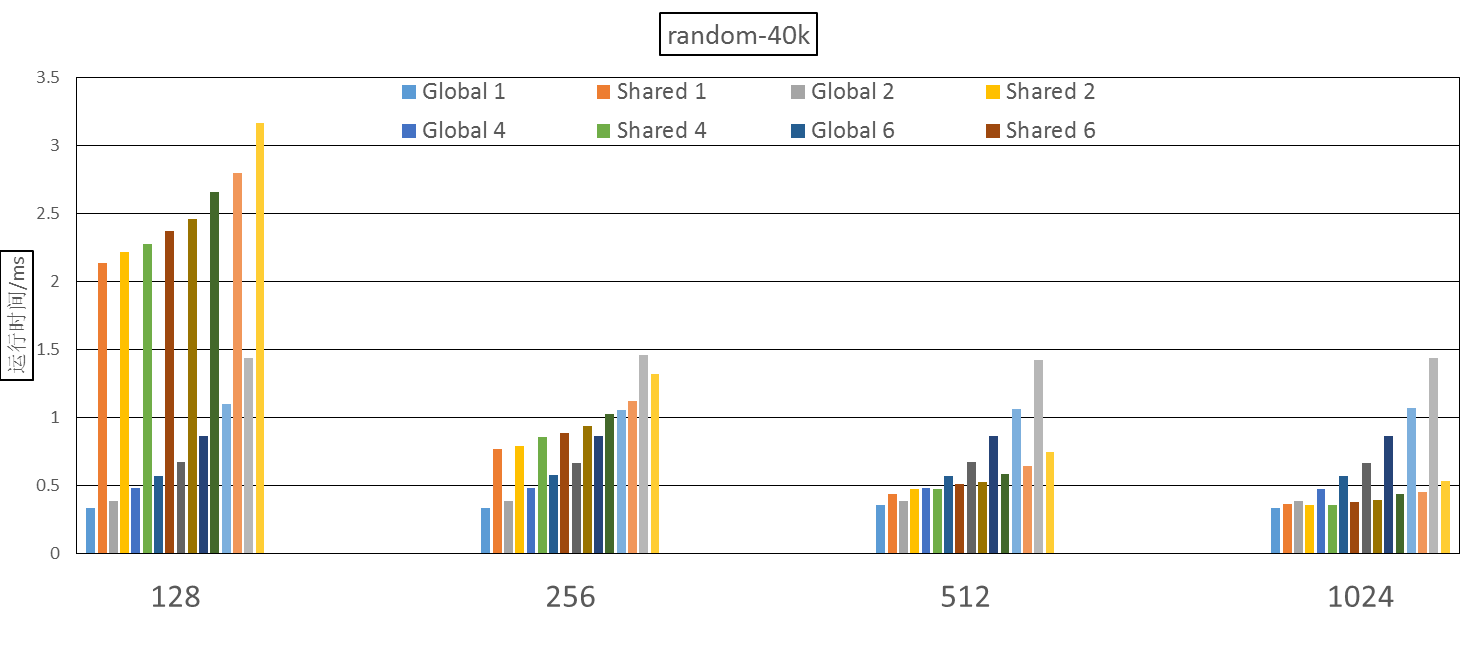 random-40k
3.5
Global 1 Shared 1 Global 2 Shared 2
Global 4 Shared 4 Global 6 Shared 6
3
2.5
2
1.5
1
0.5
0
运行时间/ms
128 256 512 1024